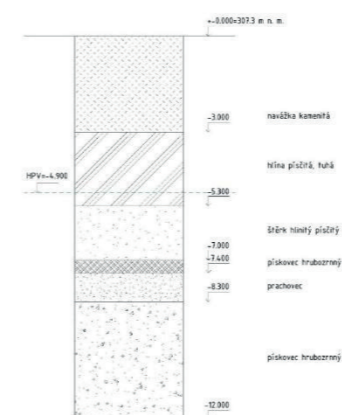 +-0.000=307.3 m n. m.
-3.000
navážka kamenitá
hlína písčitá, tuhá
HPV=-4.900
-5.300
štěrk hlinitý písčitý
-7.000
-7.400
pískovec hrubozrnný
-8.300
prachovec
pískovec hrubozrnný
-12.000